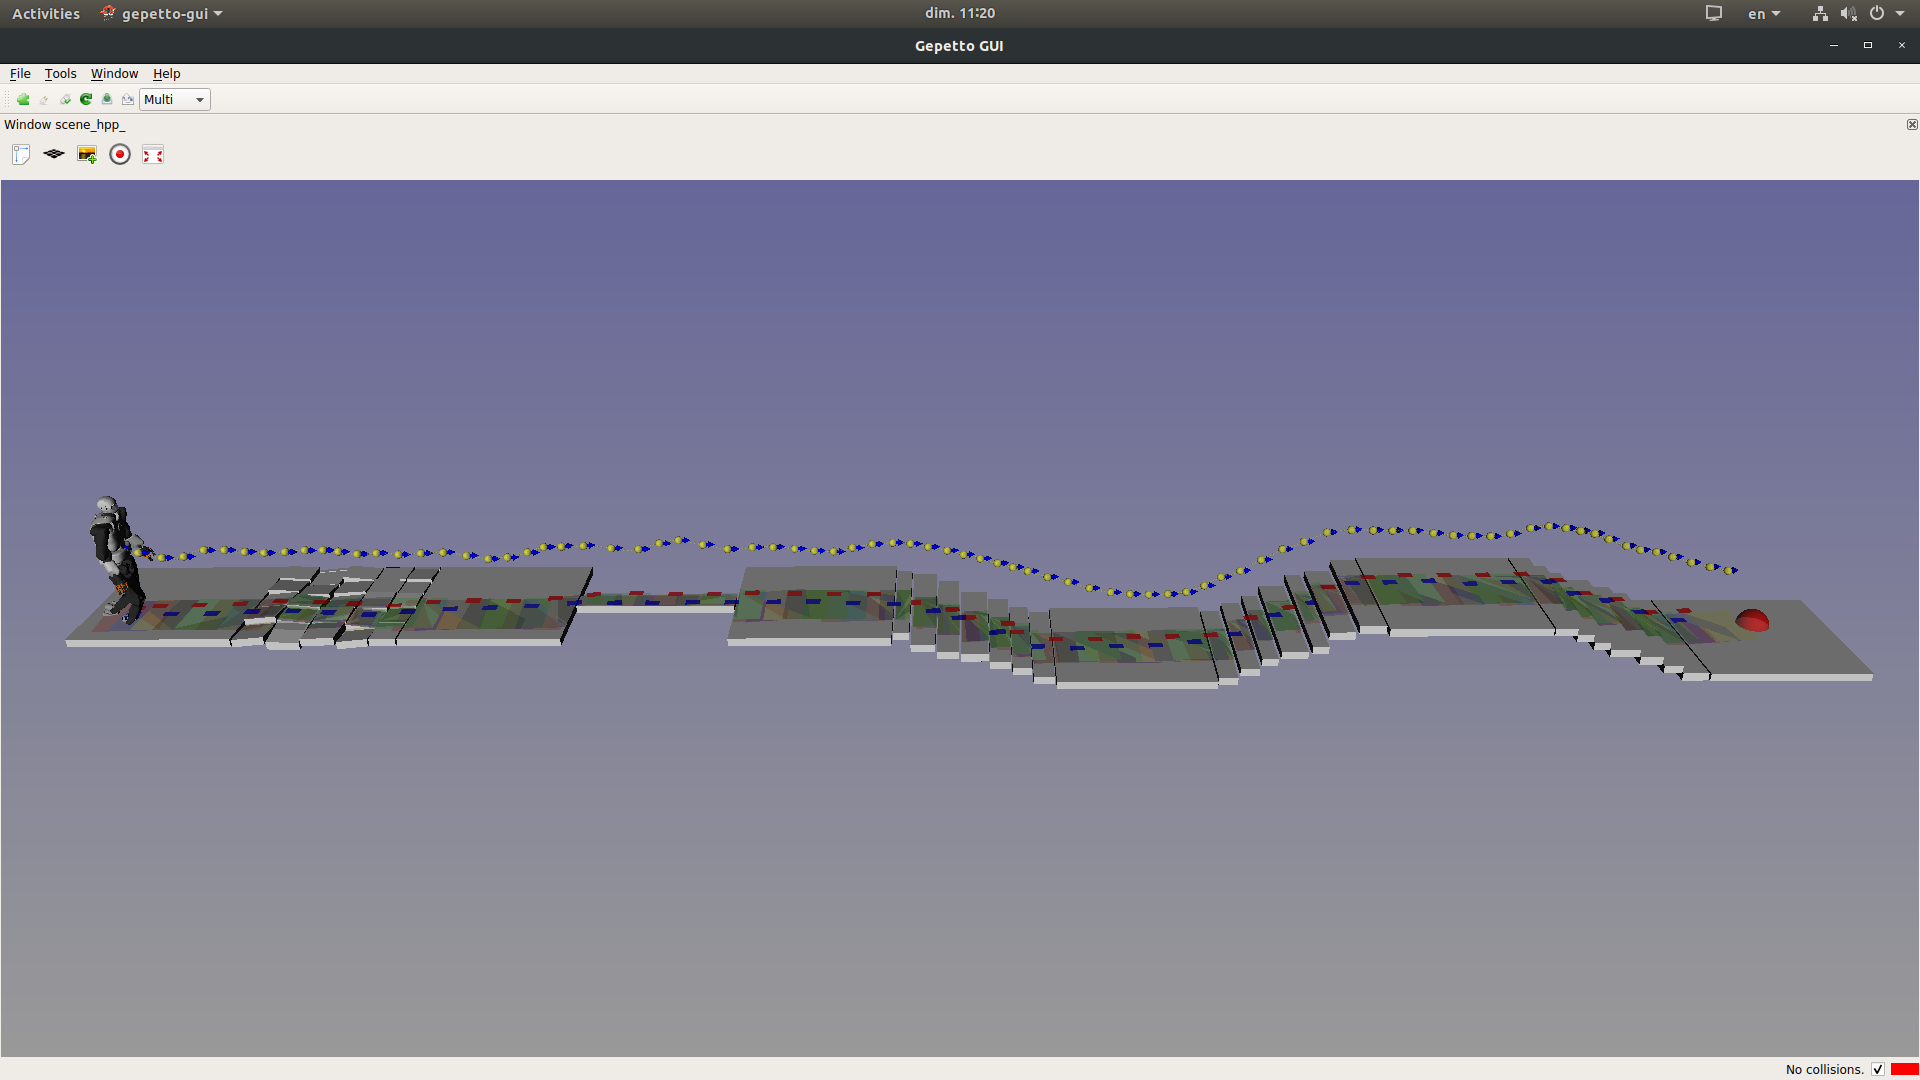 Activities gepetto-gui dim. 11:20 en
Gepetto GUI
File Tools Window Help
Multi
Window scene_hpp_
No collisions.